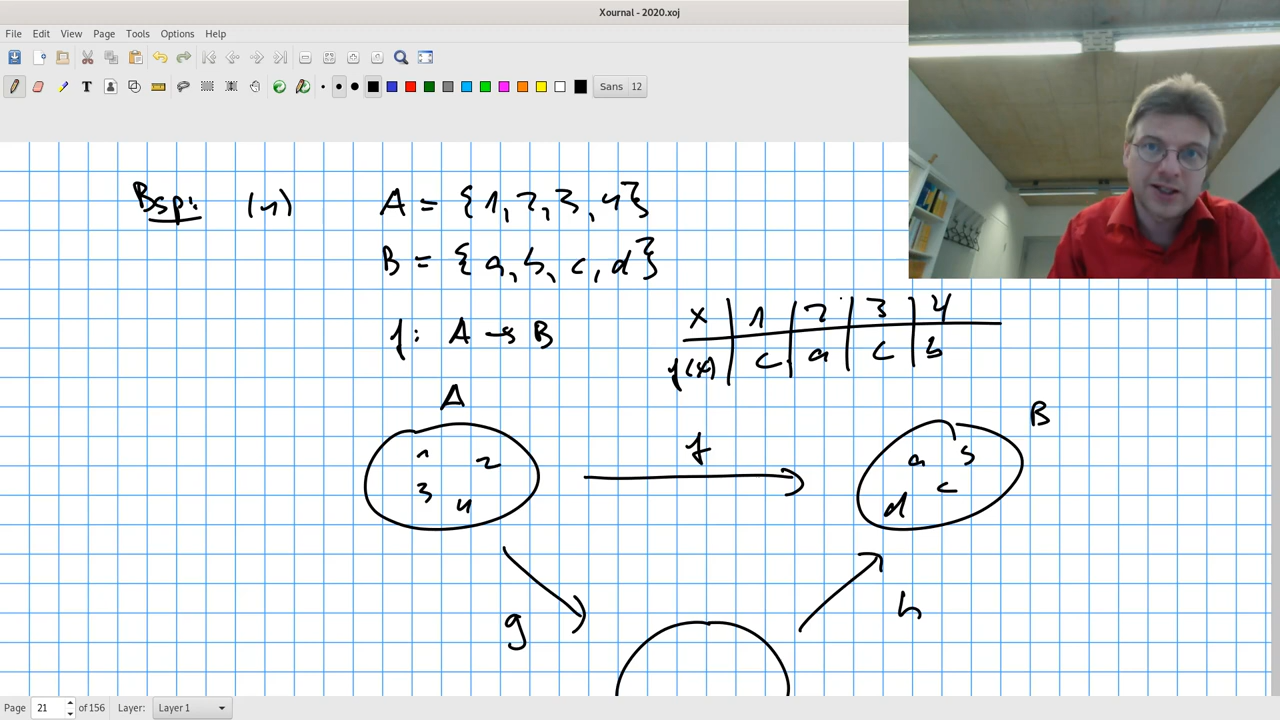 Xournal - 2020.xoj
File Edit View Page Tools Options Help
Sans 12
Bsp: (1) A = {1, 2, 3, 4}
B = {a, b, c, d}
f: A → B
x 1 2 3 4
f(x) c a c b
A
B
f
1 2
3 4
a b
d c
g
h
Page 21 of 156 Layer: Layer 1